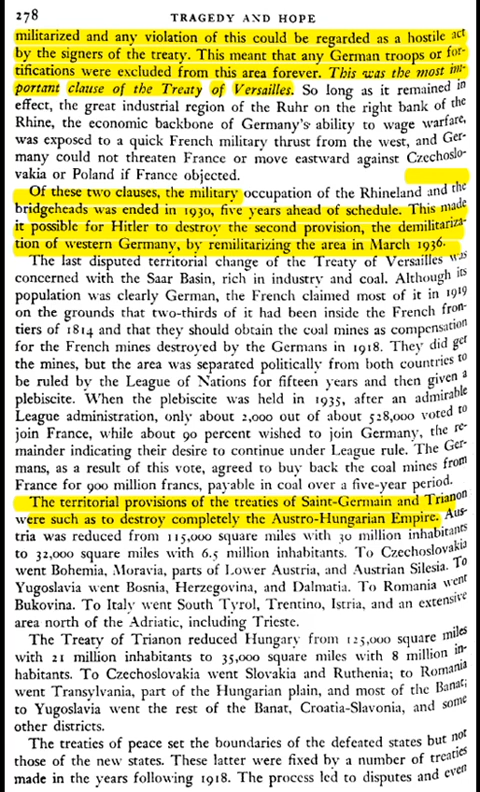 278 TRAGEDY AND HOPE
militarized and any violation of this could be regarded as a hostile act
by the signers of the treaty. This meant that any German troops or for-
tifications were excluded from this area forever. This was the most im-
portant clause of the Treaty of Versailles. So long as it remained in
effect, the great industrial region of the Ruhr on the right bank of the
Rhine, the economic backbone of Germany's ability to wage warfare,
was exposed to a quick French military thrust from the west, and Ger-
many could not threaten France or move eastward against Czechoslo-
vakia or Poland if France objected.
Of these two clauses, the military occupation of the Rhineland and the
bridgeheads was ended in 1930, five years ahead of schedule. This made
it possible for Hitler to destroy the second provision, the demilitariza-
tion of western Germany, by remilitarizing the area in March 1936.
The last disputed territorial change of the Treaty of Versailles was
concerned with the Saar Basin, rich in industry and coal. Although its
population was clearly German, the French claimed most of it in 1919
on the grounds that two-thirds of it had been inside the French fron-
tiers of 1814 and that they should obtain the coal mines as compensation
for the French mines destroyed by the Germans in 1918. They did get
the mines, but the area was separated politically from both countries to
be ruled by the League of Nations for fifteen years and then given a
plebiscite. When the plebiscite was held in 1935, after an admirable
League administration, only about 2,000 out of about 528,000 voted to
join France, while about 90 percent wished to join Germany, the re-
mainder indicating their desire to continue under League rule. The Ger-
mans, as a result of this vote, agreed to buy back the coal mines from
France for 900 million francs, payable in coal over a five-year period.
The territorial provisions of the treaties of Saint-Germain and Trianon
were such as to destroy completely the Austro-Hungarian Empire. Aus-
tria was reduced from 115,000 square miles with 30 million inhabitants
to 32,000 square miles with 6.5 million inhabitants. To Czechoslovakia
went Bohemia, Moravia, parts of Lower Austria, and Austrian Silesia. To
Yugoslavia went Bosnia, Herzegovina, and Dalmatia. To Romania went
Bukovina. To Italy went South Tyrol, Trentino, Istria, and an extensive
area north of the Adriatic, including Trieste.
The Treaty of Trianon reduced Hungary from 125,000 square miles
with 21 million inhabitants to 35,000 square miles with 8 million in-
habitants. To Czechoslovakia went Slovakia and Ruthenia; to Romania
went Transylvania, part of the Hungarian plain, and most of the Banat;
to Yugoslavia went the rest of the Banat, Croatia-Slavonia, and some
other districts.
The treaties of peace set the boundaries of the defeated states but not
those of the new states. These latter were fixed by a number of treaties
made in the years following 1918. The process led to disputes and even